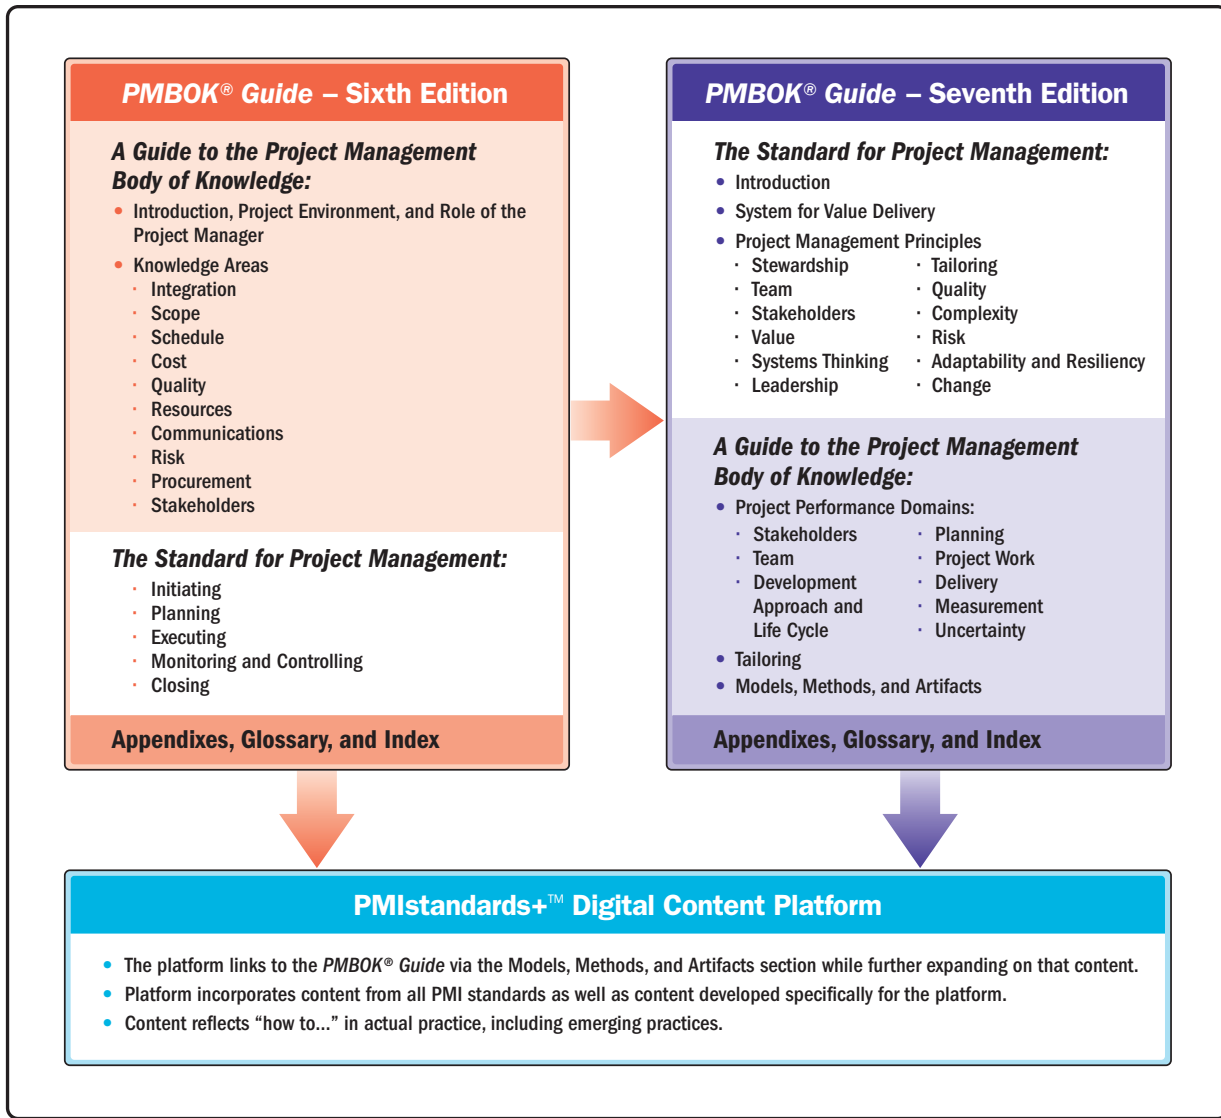 PMBOK® Guide – Sixth Edition
A Guide to the Project Management
Body of Knowledge:
• Introduction, Project Environment, and Role of the
Project Manager
• Knowledge Areas
· Integration
· Scope
· Schedule
· Cost
· Quality
· Resources
· Communications
· Risk
· Procurement
· Stakeholders
The Standard for Project Management:
· Initiating
· Planning
· Executing
· Monitoring and Controlling
· Closing
Appendixes, Glossary, and Index
PMBOK® Guide – Seventh Edition
The Standard for Project Management:
• Introduction
• System for Value Delivery
• Project Management Principles
· Stewardship
· Team
· Stakeholders
· Value
· Systems Thinking
· Leadership
· Tailoring
· Quality
· Complexity
· Risk
· Adaptability and Resiliency
· Change
A Guide to the Project Management
Body of Knowledge:
• Project Performance Domains:
· Stakeholders
· Team
· Development
Approach and
Life Cycle
· Planning
· Project Work
· Delivery
· Measurement
· Uncertainty
• Tailoring
• Models, Methods, and Artifacts
Appendixes, Glossary, and Index
PMIstandards+™ Digital Content Platform
• The platform links to the PMBOK® Guide via the Models, Methods, and Artifacts section while further expanding on that content.
• Platform incorporates content from all PMI standards as well as content developed specifically for the platform.
• Content reflects “how to...” in actual practice, including emerging practices.